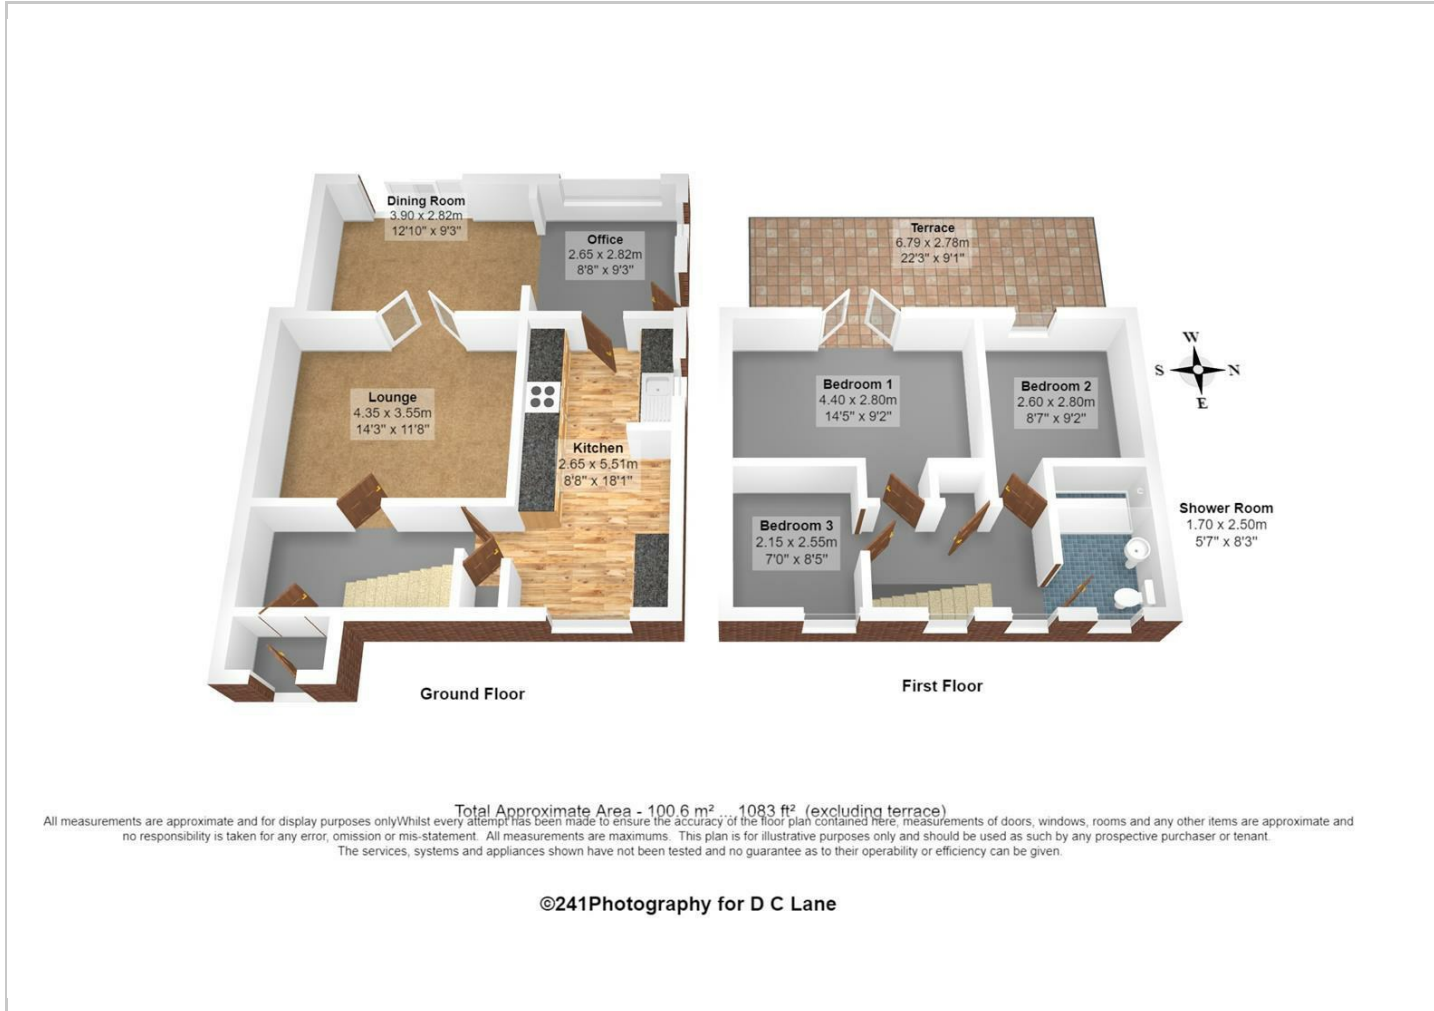 Dining Room
3.90 x 2.82m
12'10" x 9'3"
Office
2.65 x 2.82m
8'8" x 9'3"
Lounge
4.35 x 3.55m
14'3" x 11'8"
Kitchen
2.65 x 5.51m
8'8" x 18'1"
Ground Floor
Terrace
6.79 x 2.78m
22'3" x 9'1"
Bedroom 1
4.40 x 2.80m
14'5" x 9'2"
Bedroom 2
2.60 x 2.80m
8'7" x 9'2"
Bedroom 3
2.15 x 2.55m
7'0" x 8'5"
Shower Room
1.70 x 2.50m
5'7" x 8'3"
First Floor
W
S N
E
Total Approximate Area - 100.6 m² ... 1083 ft² (excluding terrace)
All measurements are approximate and for display purposes onlyWhilst every attempt has been made to ensure the accuracy of the floor plan contained here, measurements of doors, windows, rooms and any other items are approximate and
no responsibility is taken for any error, omission or mis-statement. All measurements are maximums. This plan is for illustrative purposes only and should be used as such by any prospective purchaser or tenant.
The services, systems and appliances shown have not been tested and no guarantee as to their operability or efficiency can be given.
©241Photography for D C Lane